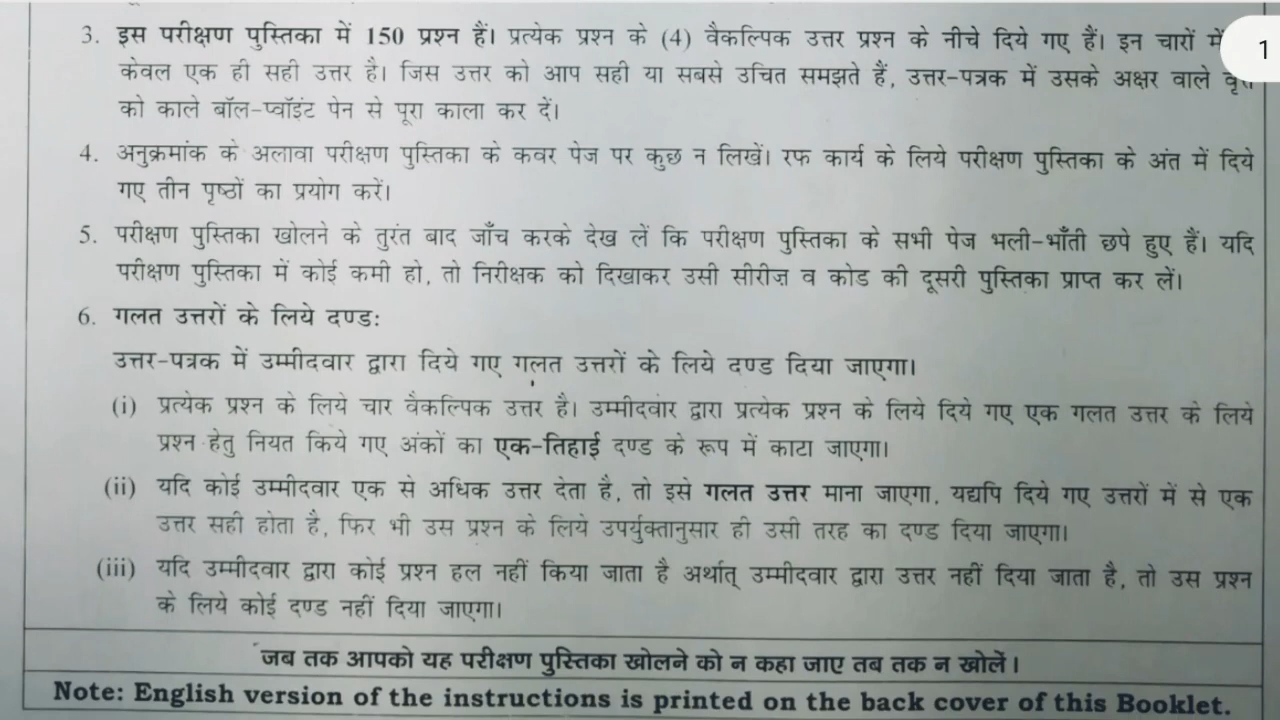 3. इस परीक्षण पुस्तिका में 150 प्रश्न हैं। प्रत्येक प्रश्न के (4) वैकल्पिक उत्तर प्रश्न के नीचे दिये गए हैं। इन चारों में
1
केवल एक ही सही उत्तर है। जिस उत्तर को आप सही या सबसे उचित समझते हैं, उत्तर-पत्रक में उसके अक्षर वाले वृत्त
को काले बॉल-प्वॉइंट पेन से पूरा काला कर दें।
4. अनुक्रमांक के अलावा परीक्षण पुस्तिका के कवर पेज पर कुछ न लिखें। रफ कार्य के लिये परीक्षण पुस्तिका के अंत में दिये
गए तीन पृष्ठों का प्रयोग करें।
5. परीक्षण पुस्तिका खोलने के तुरंत बाद जाँच करके देख लें कि परीक्षण पुस्तिका के सभी पेज भली-भाँती छपे हुए हैं। यदि
परीक्षण पुस्तिका में कोई कमी हो, तो निरीक्षक को दिखाकर उसी सीरीज़ व कोड की दूसरी पुस्तिका प्राप्त कर लें।
6. गलत उत्तरों के लिये दण्ड:
उत्तर-पत्रक में उम्मीदवार द्वारा दिये गए गलत उत्तरों के लिये दण्ड दिया जाएगा।
(i) प्रत्येक प्रश्न के लिये चार वैकल्पिक उत्तर है। उम्मीदवार द्वारा प्रत्येक प्रश्न के लिये दिये गए एक गलत उत्तर के लिये
प्रश्न हेतु नियत किये गए अंकों का एक-तिहाई दण्ड के रूप में काटा जाएगा।
(ii) यदि कोई उम्मीदवार एक से अधिक उत्तर देता है, तो इसे गलत उत्तर माना जाएगा, यद्यपि दिये गए उत्तरों में से एक
उत्तर सही होता है, फिर भी उस प्रश्न के लिये उपर्युक्तानुसार ही उसी तरह का दण्ड दिया जाएगा।
(iii) यदि उम्मीदवार द्वारा कोई प्रश्न हल नहीं किया जाता है अर्थात् उम्मीदवार द्वारा उत्तर नहीं दिया जाता है, तो उस प्रश्न
के लिये कोई दण्ड नहीं दिया जाएगा।
जब तक आपको यह परीक्षण पुस्तिका खोलने को न कहा जाए तब तक न खोलें।
Note: English version of the instructions is printed on the back cover of this Booklet.